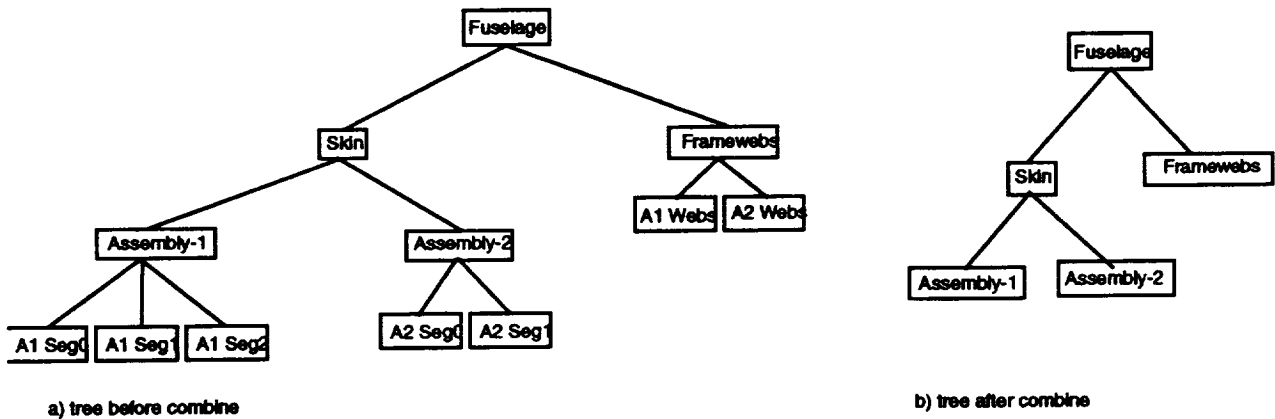 Fuselage
Skin
Framewebs
A1 Webs
A2 Webs
Assembly-1
Assembly-2
A1 Seg0
A1 Seg1
A1 Seg2
A2 Seg0
A2 Seg1
a) tree before combine
Fuselage
Skin
Framewebs
Assembly-1
Assembly-2
b) tree after combine